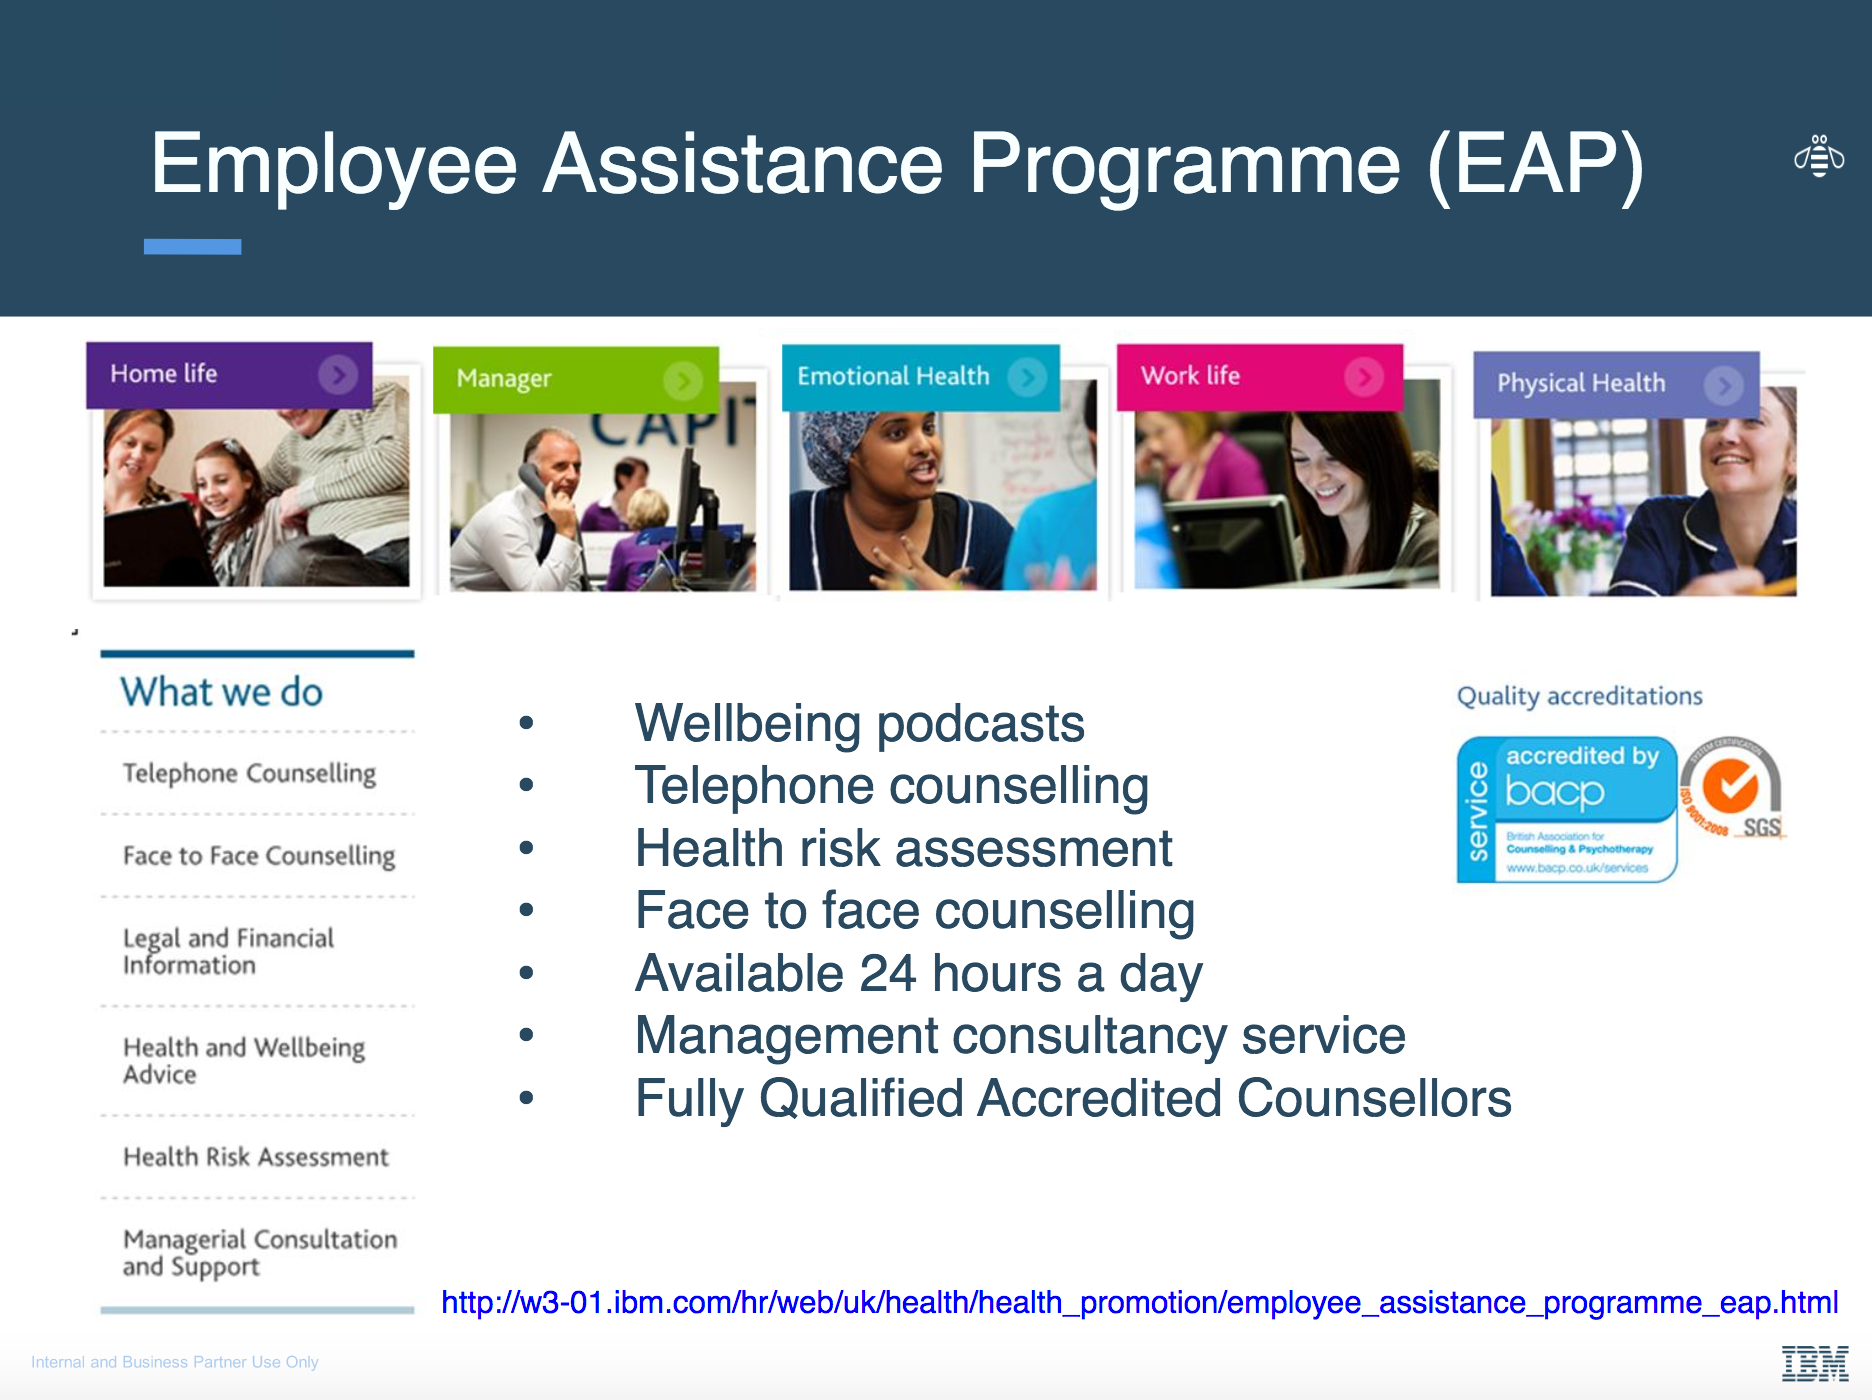 Employee Assistance Programme (EAP)
Home life
Manager
Emotional Health
Work life
Physical Health
CAPI
What we do
Telephone Counselling
Face to Face Counselling
Legal and Financial
Information
Health and Wellbeing
Advice
Health Risk Assessment
Managerial Consultation
and Support
• Wellbeing podcasts
• Telephone counselling
• Health risk assessment
• Face to face counselling
• Available 24 hours a day
• Management consultancy service
• Fully Qualified Accredited Counsellors
Quality accreditations
service
accredited by
bacp
British Association for
Counselling & Psychotherapy
www.bacp.co.uk/services
SYSTEM CERTIFICATION
ISO 9001:2008
SGS
http://w3-01.ibm.com/hr/web/uk/health/health_promotion/employee_assistance_programme_eap.html
Internal and Business Partner Use Only
IBM